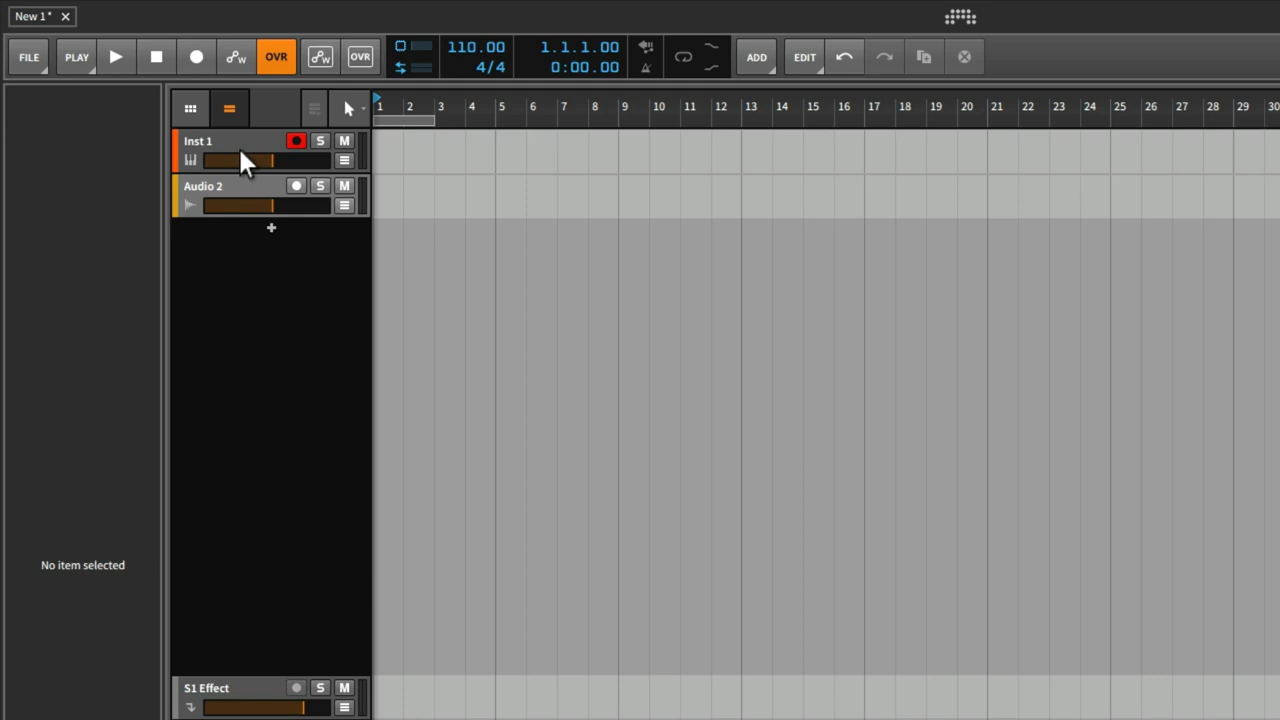 New 1*
FILE PLAY OVR OVR 110.00 1.1.1.00 ADD EDIT
4/4 0:00.00
1 2 3 4 5 6 7 8 9 10 11 12 13 14 15 16 17 18 19 20 21 22 23 24 25 26 27 28 29 30
Inst 1 S M
Audio 2 S M
No item selected
S1 Effect S M